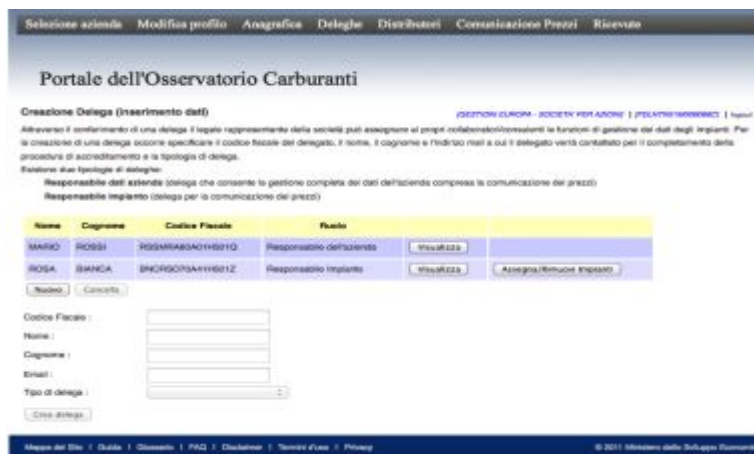 Selezione azienda Modifica profilo Anagrafica Deleghe Distributori Comunicazione Prezzi Ricevute
Portale dell'Osservatorio Carburanti
Creazione Delega (inserimento dati)
(GESTIONI EUROPA - SOCIETA' PER AZIONI) | | logout
Attraverso il conferimento di una delega il legale rappresentante della società può assegnare ai propri collaboratori/consulenti le funzioni di gestione dei dati degli impianti. Per
la creazione di una delega occorre specificare il codice fiscale del delegato, il nome, il cognome e l'indirizzo mail a cui il delegato verrà contattato per il completamento della
procedura di accreditamento e la tipologia di delega.
Esistono due tipologie di deleghe:
Responsabile dati azienda (delega che consente la gestione completa dei dati dell'azienda compresa la comunicazione dei prezzi)
Responsabile impianto (delega per la comunicazione dei prezzi)
Nome Cognome Codice Fiscale Ruolo
MARIO ROSSI RSSMRA80A01H501Q Responsabile dell'azienda Visualizza
ROSA BIANCA Responsabile Impianto Visualizza Assegna/Rimuovi Impianti
Nuovo Cancella
Codice Fiscale :
Nome :
Cognome :
Email :
Tipo di delega :
Crea delega
Mappa del Sito | Guida | Glossario | FAQ | Disclaimer | Termini d'uso | Privacy © 2011 Ministero dello Sviluppo Economico